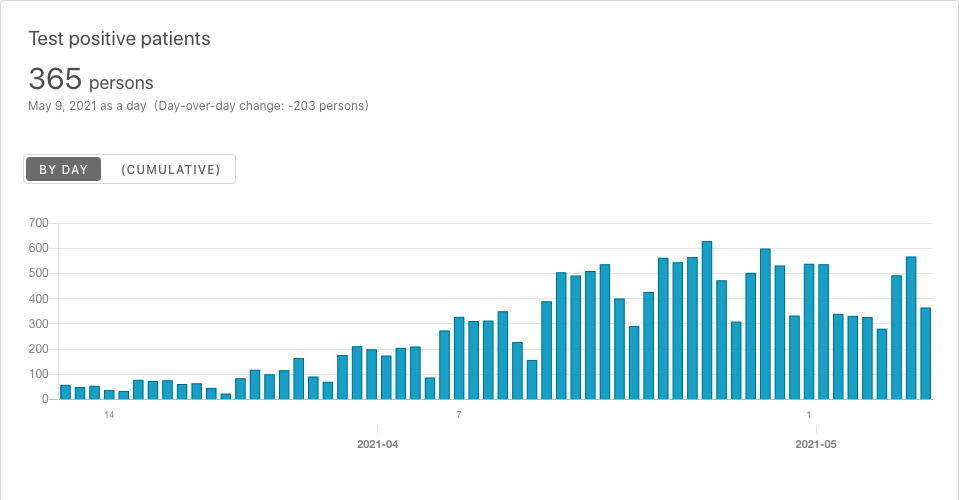 Test positive patients
365 persons
May 9, 2021 as a day (Day-over-day change: -203 persons)
BY DAY (CUMULATIVE)
700
600
500
400
300
200
100
0
14 7 1
2021-04 2021-05